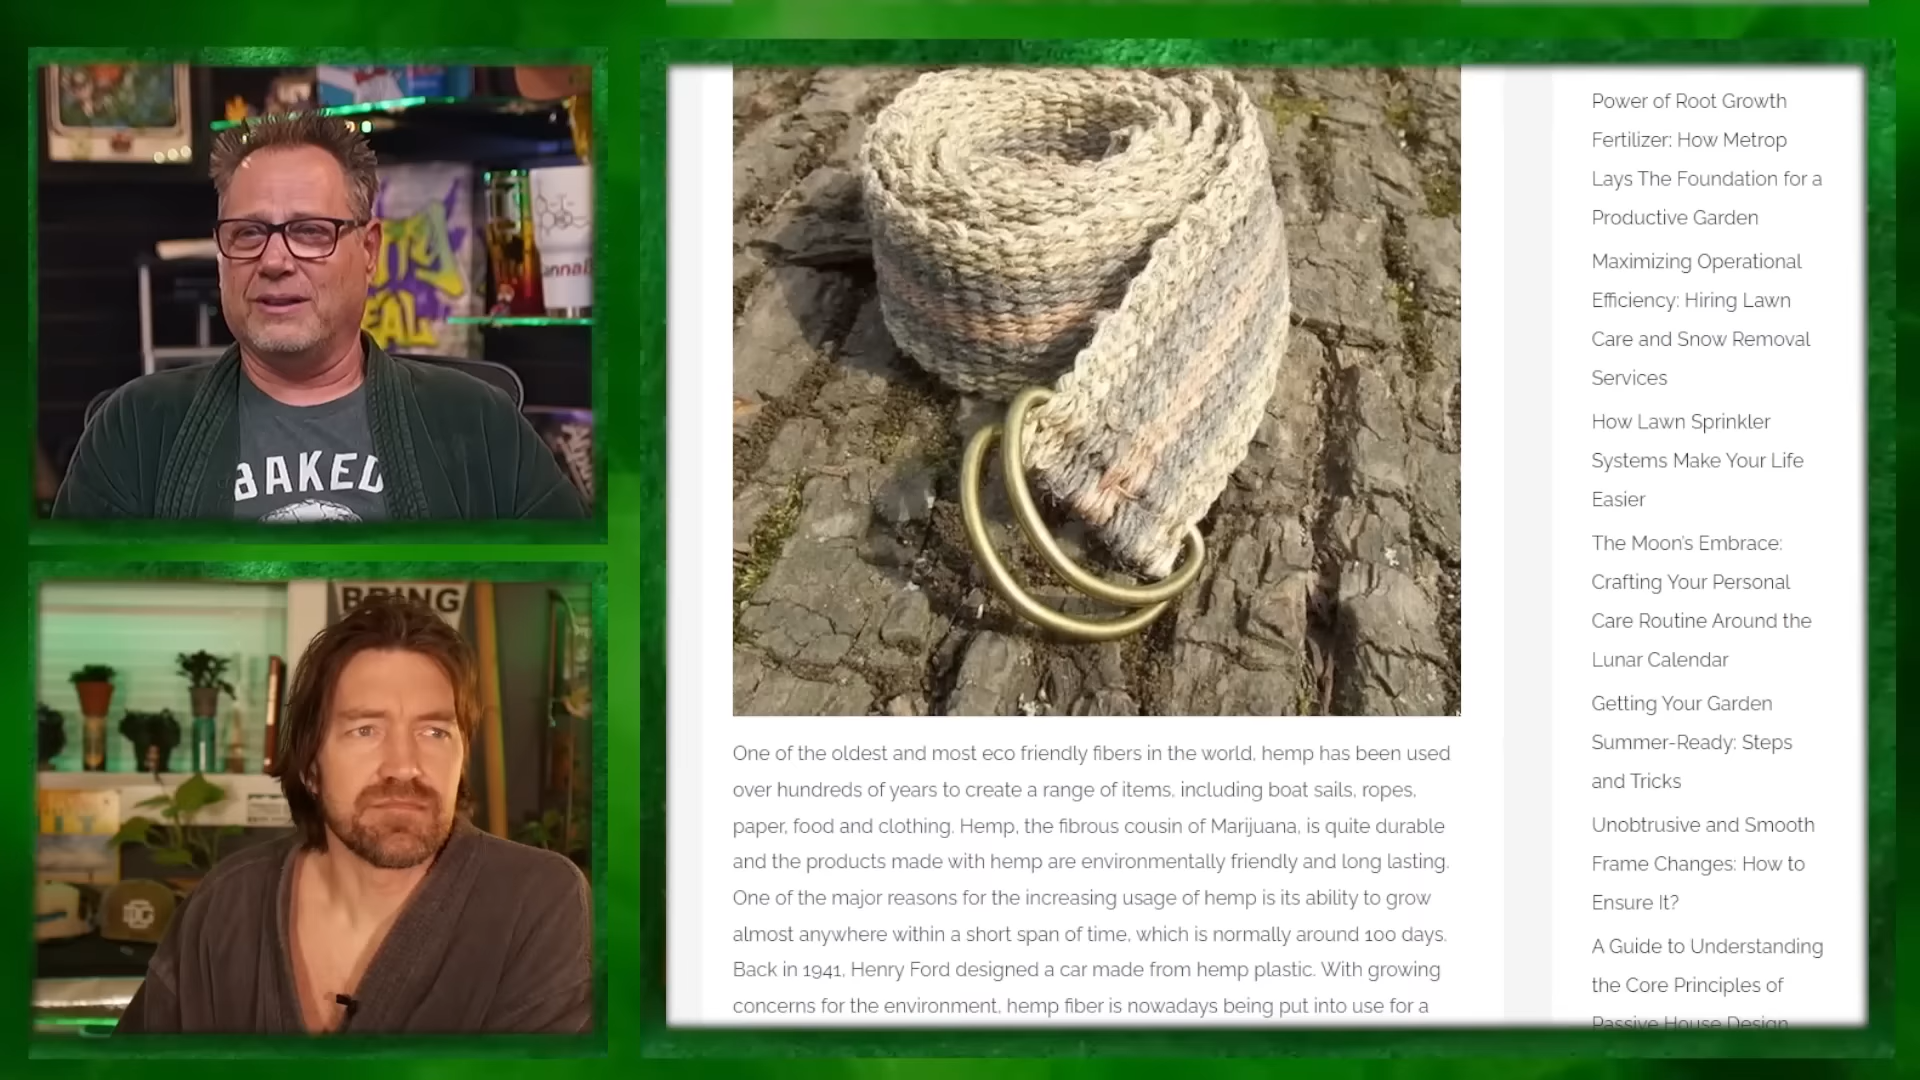 BAKED
BRING
One of the oldest and most eco friendly fibers in the world, hemp has been used
over hundreds of years to create a range of items, including boat sails, ropes,
paper, food and clothing. Hemp, the fibrous cousin of Marijuana, is quite durable
and the products made with hemp are environmentally friendly and long lasting.
One of the major reasons for the increasing usage of hemp is its ability to grow
almost anywhere within a short span of time, which is normally around 100 days.
Back in 1941, Henry Ford designed a car made from hemp plastic. With growing
concerns for the environment, hemp fiber is nowadays being put into use for a
Power of Root Growth
Fertilizer: How Metrop
Lays The Foundation for a
Productive Garden
Maximizing Operational
Efficiency: Hiring Lawn
Care and Snow Removal
Services
How Lawn Sprinkler
Systems Make Your Life
Easier
The Moon's Embrace:
Crafting Your Personal
Care Routine Around the
Lunar Calendar
Getting Your Garden
Summer-Ready: Steps
and Tricks
Unobtrusive and Smooth
Frame Changes: How to
Ensure It?
A Guide to Understanding
the Core Principles of
Passive House Design